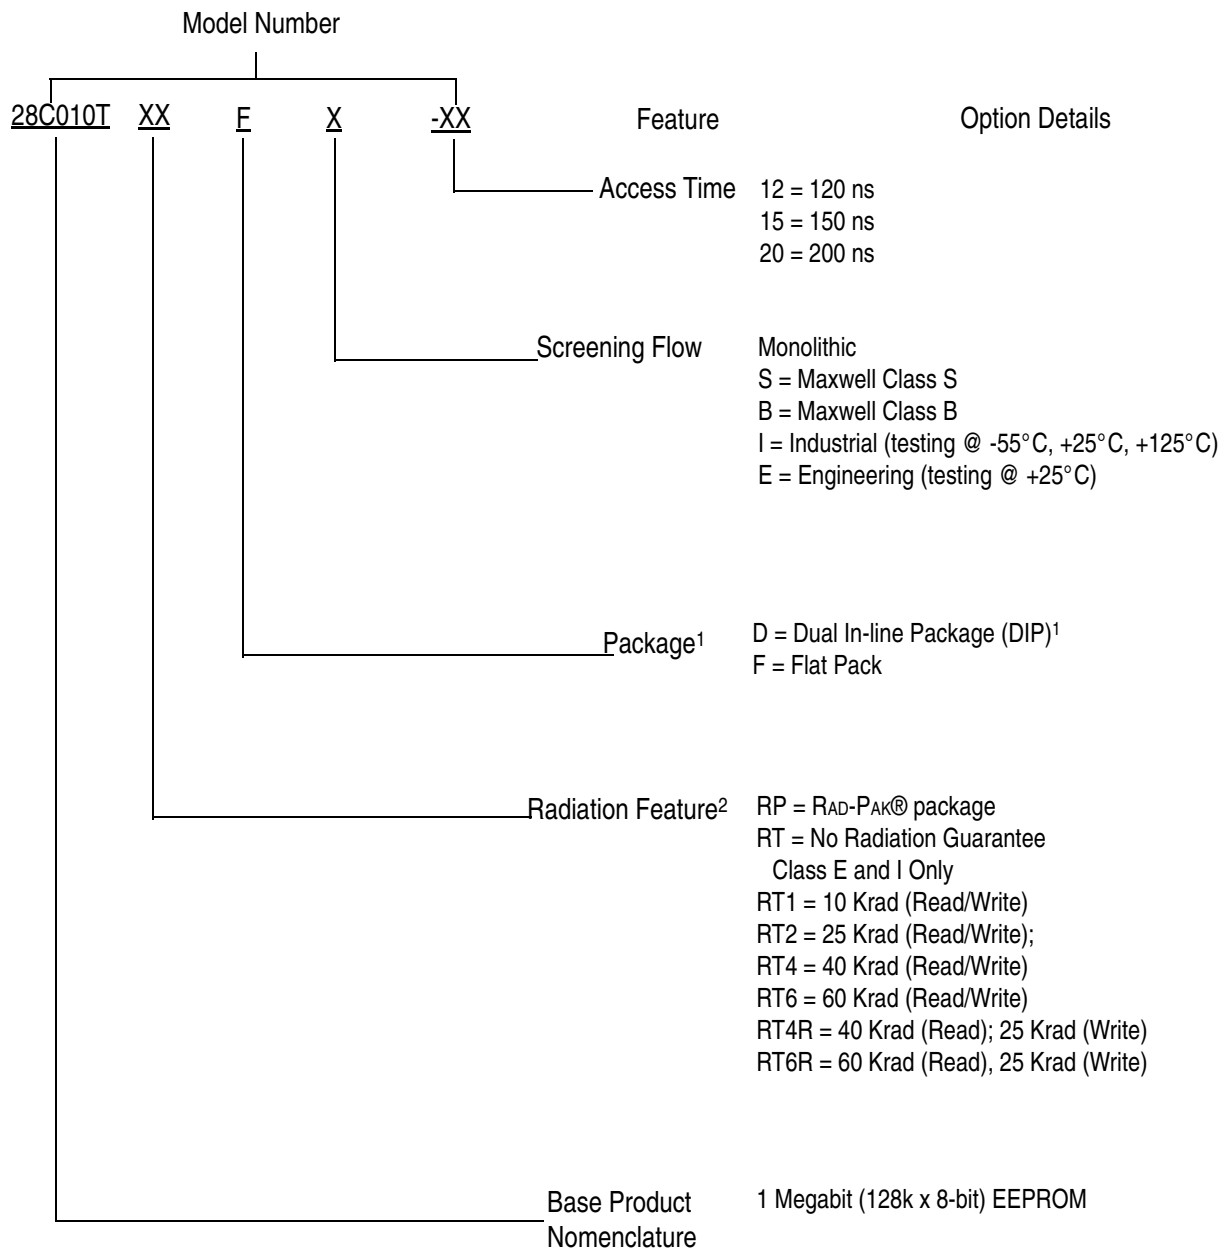 Model Number
28C010T XX F X -XX Feature Option Details
Access Time 12 = 120 ns
15 = 150 ns
20 = 200 ns
Screening Flow Monolithic
S = Maxwell Class S
B = Maxwell Class B
I = Industrial (testing @ -55°C, +25°C, +125°C)
E = Engineering (testing @ +25°C)
Package1 D = Dual In-line Package (DIP)1
F = Flat Pack
Radiation Feature2 RP = RAD-PAK® package
RT = No Radiation Guarantee
Class E and I Only
RT1 = 10 Krad (Read/Write)
RT2 = 25 Krad (Read/Write);
RT4 = 40 Krad (Read/Write)
RT6 = 60 Krad (Read/Write)
RT4R = 40 Krad (Read); 25 Krad (Write)
RT6R = 60 Krad (Read), 25 Krad (Write)
Base Product 1 Megabit (128k x 8-bit) EEPROM
Nomenclature